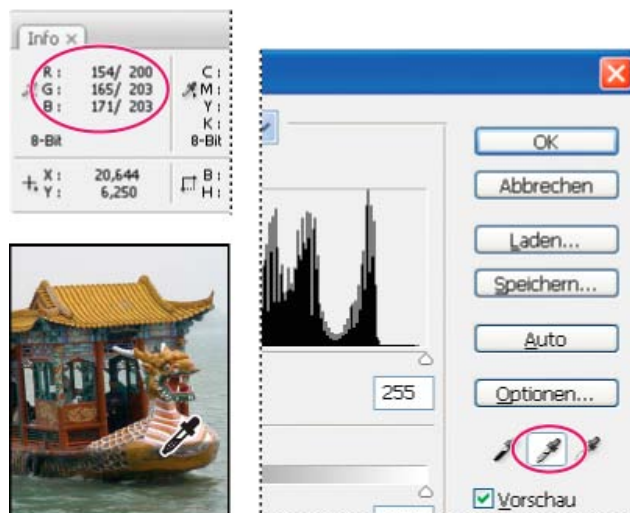 Info ×
R: 154/ 200 C:
G: 165/ 203 M:
B: 171/ 203 Y:
K:
8-Bit 8-Bit
X: 20,644 B:
Y: 6,250 H:
OK
Abbrechen
Laden...
Speichern...
Auto
255
Optionen...
Vorschau